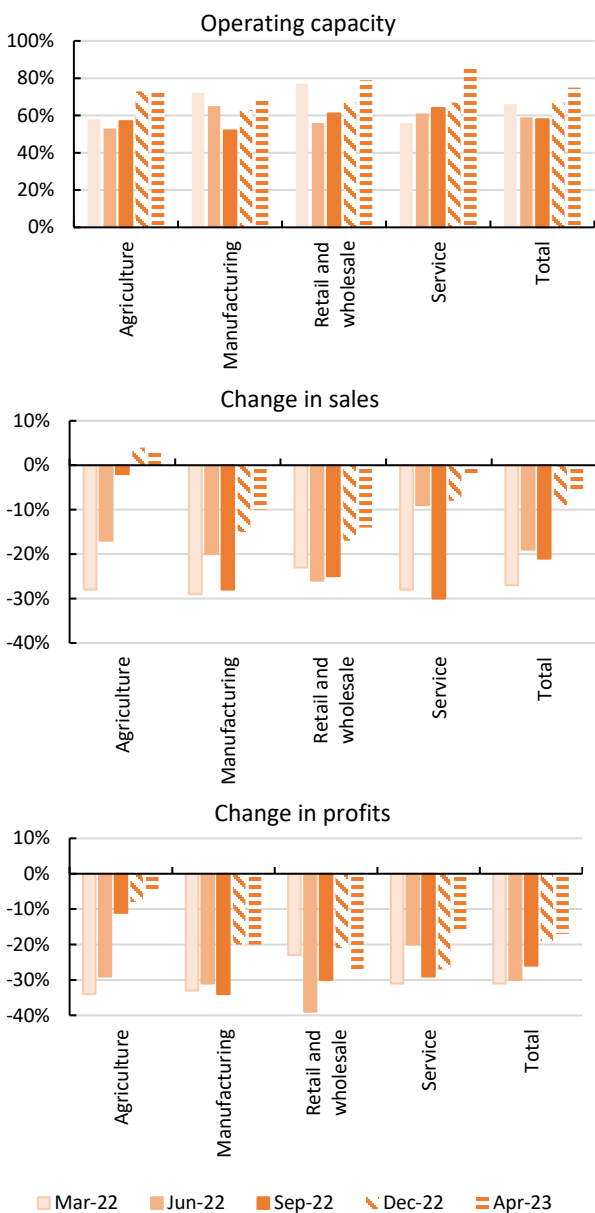 Operating capacity
100%
80%
60%
40%
20%
0%
Agriculture
Manufacturing
Retail and
wholesale
Service
Total
Change in sales
10%
0%
-10%
-20%
-30%
-40%
Agriculture
Manufacturing
Retail and
wholesale
Service
Total
Change in profits
10%
0%
-10%
-20%
-30%
-40%
Agriculture
Manufacturing
Retail and
wholesale
Service
Total
Mar-22 Jun-22 Sep-22 Dec-22 Apr-23